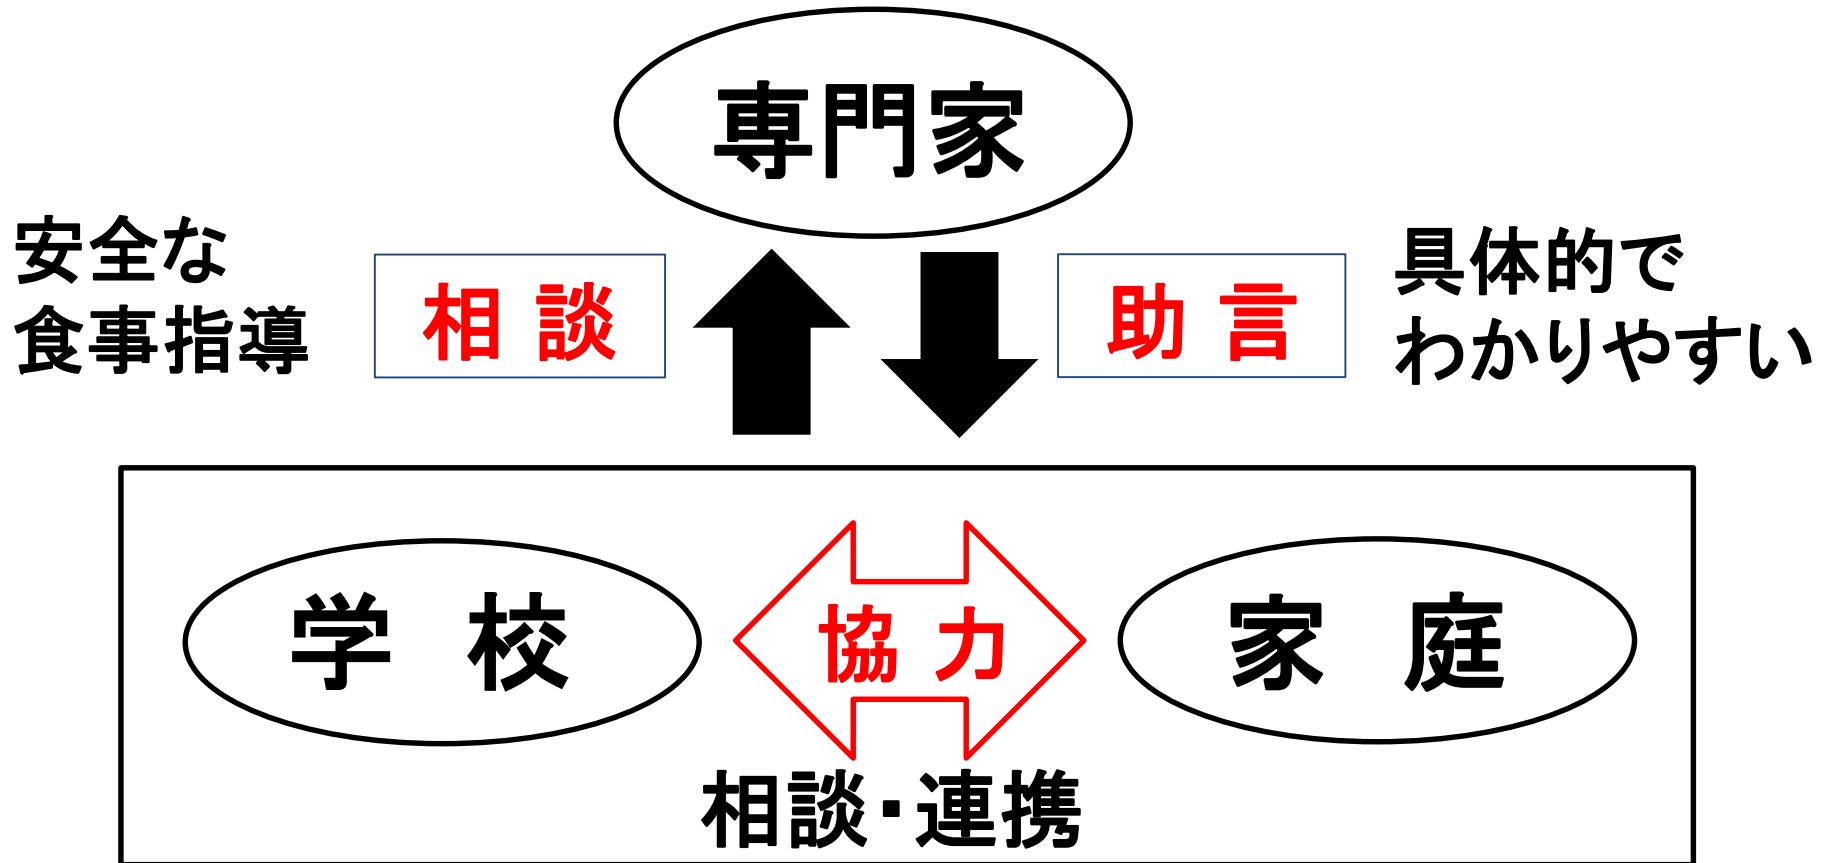 専門家
安全な
食事指導
相談
助言
具体的で
わかりやすい
学校
協力
家庭
相談・連携